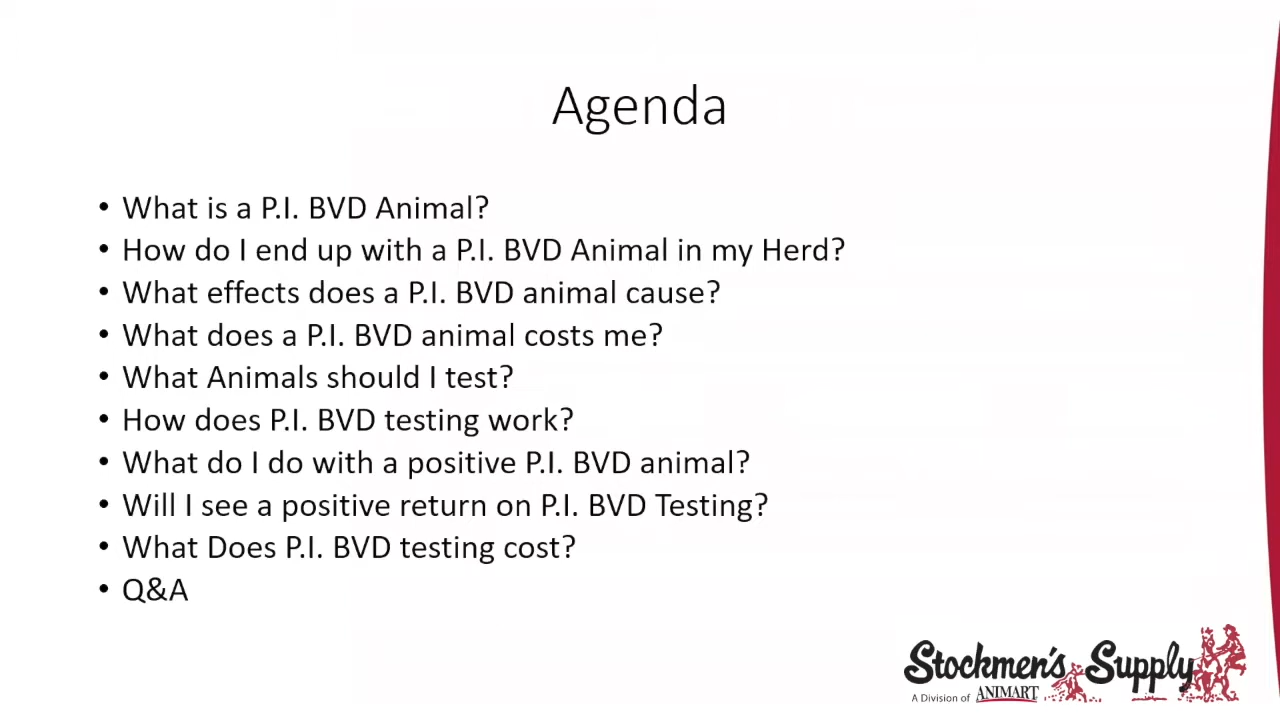 Agenda
• What is a P.I. BVD Animal?
• How do I end up with a P.I. BVD Animal in my Herd?
• What effects does a P.I. BVD animal cause?
• What does a P.I. BVD animal costs me?
• What Animals should I test?
• How does P.I. BVD testing work?
• What do I do with a positive P.I. BVD animal?
• Will I see a positive return on P.I. BVD Testing?
• What Does P.I. BVD testing cost?
• Q&A
Stockmen's Supply
A Division of ANIMART